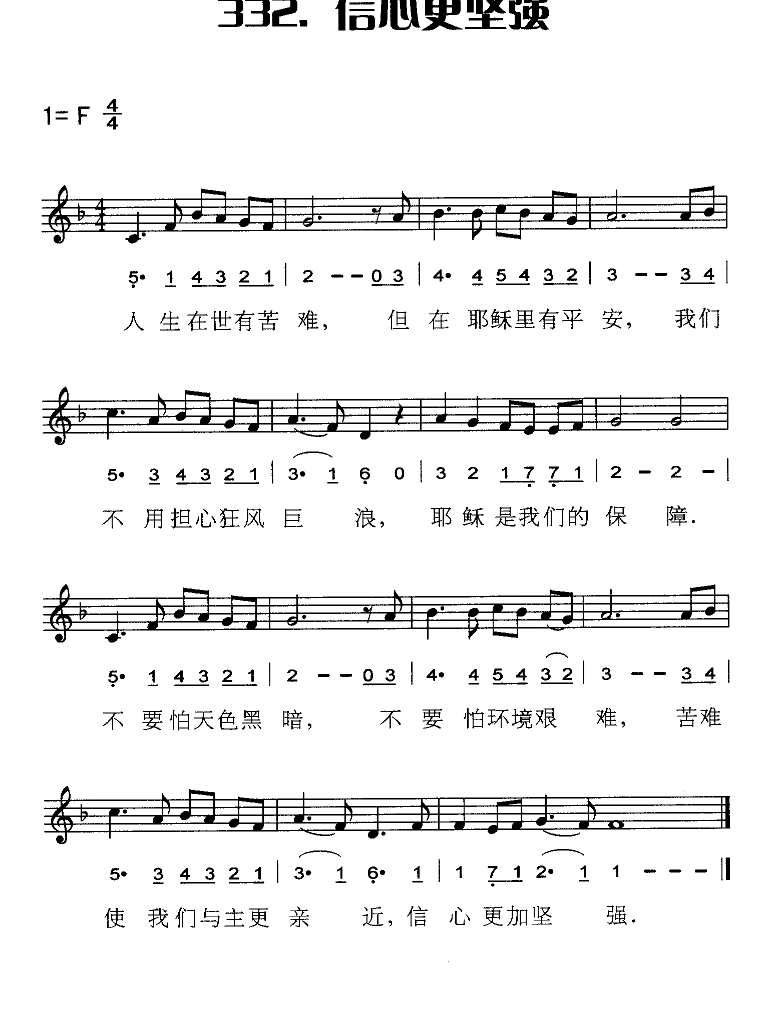 332. 信心更坚强
1= F 4/4
5· 1 4 3 2 1 | 2 - - 0 3 | 4· 4 5 4 3 2 | 3 - - 3 4 |
人生在世有苦难, 但在耶稣里有平安, 我们
5· 3 4 3 2 1 | 3· 1 6 0 | 3 2 1 7 7 1 | 2 - 2 - |
不用担心狂风巨浪, 耶稣是我们的保障.
5· 1 4 3 2 1 | 2 - - 0 3 | 4· 4 5 4 3 2 | 3 - - 3 4 |
不要怕天色黑暗, 不要怕环境艰难, 苦难
5· 3 4 3 2 1 | 3· 1 6· 1 | 1 7 1 2· 1 | 1 - - - ‖
使我们与主更亲近, 信心更加坚强.